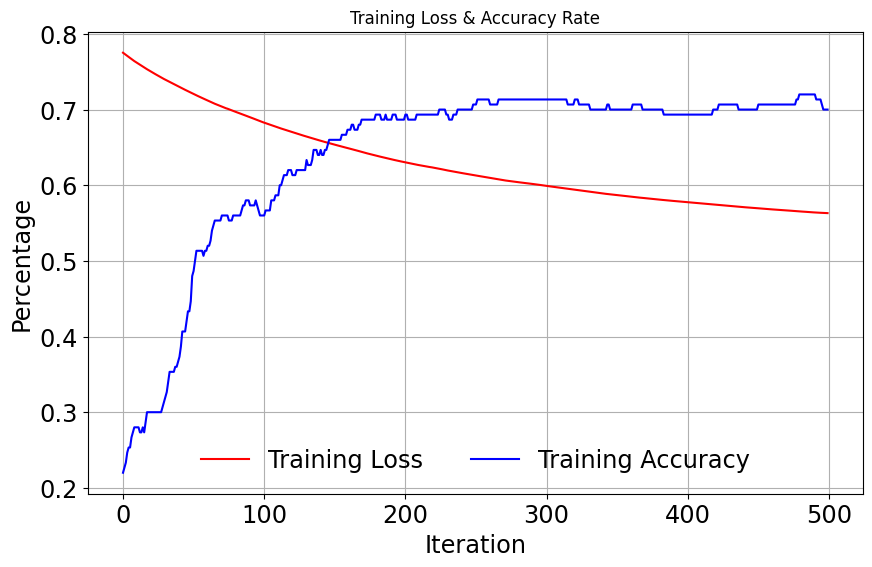 Training Loss & Accuracy Rate
0.8
0.7
0.6
0.5
0.4
0.3
0.2
Percentage
Training Loss
Training Accuracy
0 100 200 300 400 500
Iteration